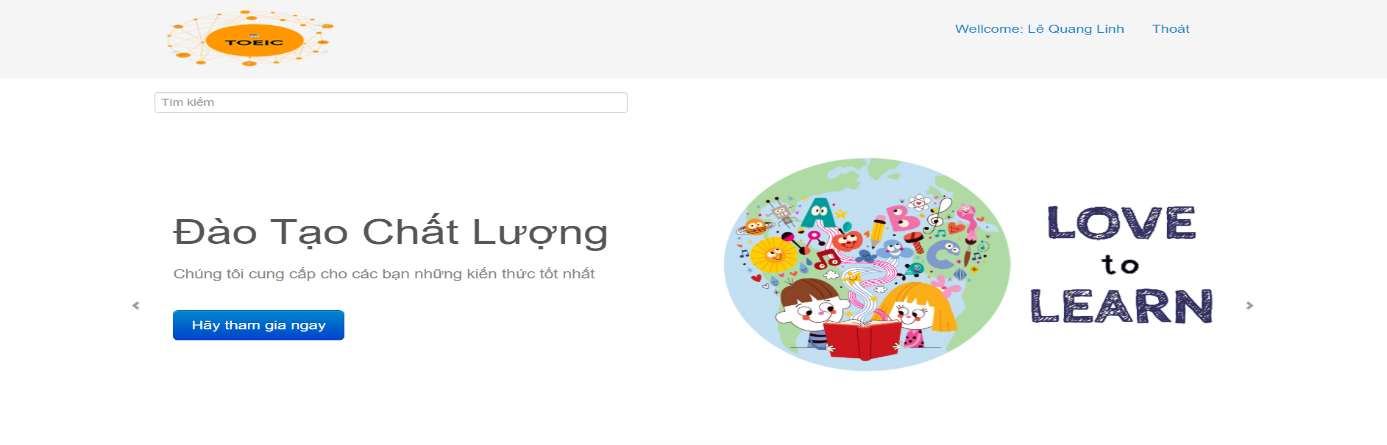 TOEIC
Wellcome: Lê Quang Linh
Thoát
Tìm kiếm
Đào Tạo Chất Lượng
Chúng tôi cung cấp cho các bạn những kiến thức tốt nhất
Hãy tham gia ngay
A
B
C
LOVE
to
LEARN